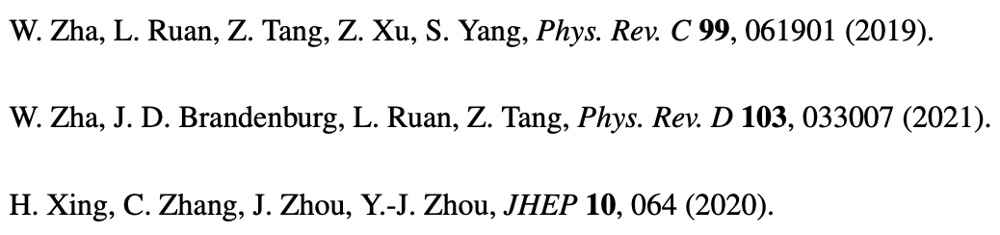 W. Zha, L. Ruan, Z. Tang, Z. Xu, S. Yang, Phys. Rev. C 99, 061901 (2019).
W. Zha, J. D. Brandenburg, L. Ruan, Z. Tang, Phys. Rev. D 103, 033007 (2021).
H. Xing, C. Zhang, J. Zhou, Y.-J. Zhou, JHEP 10, 064 (2020).